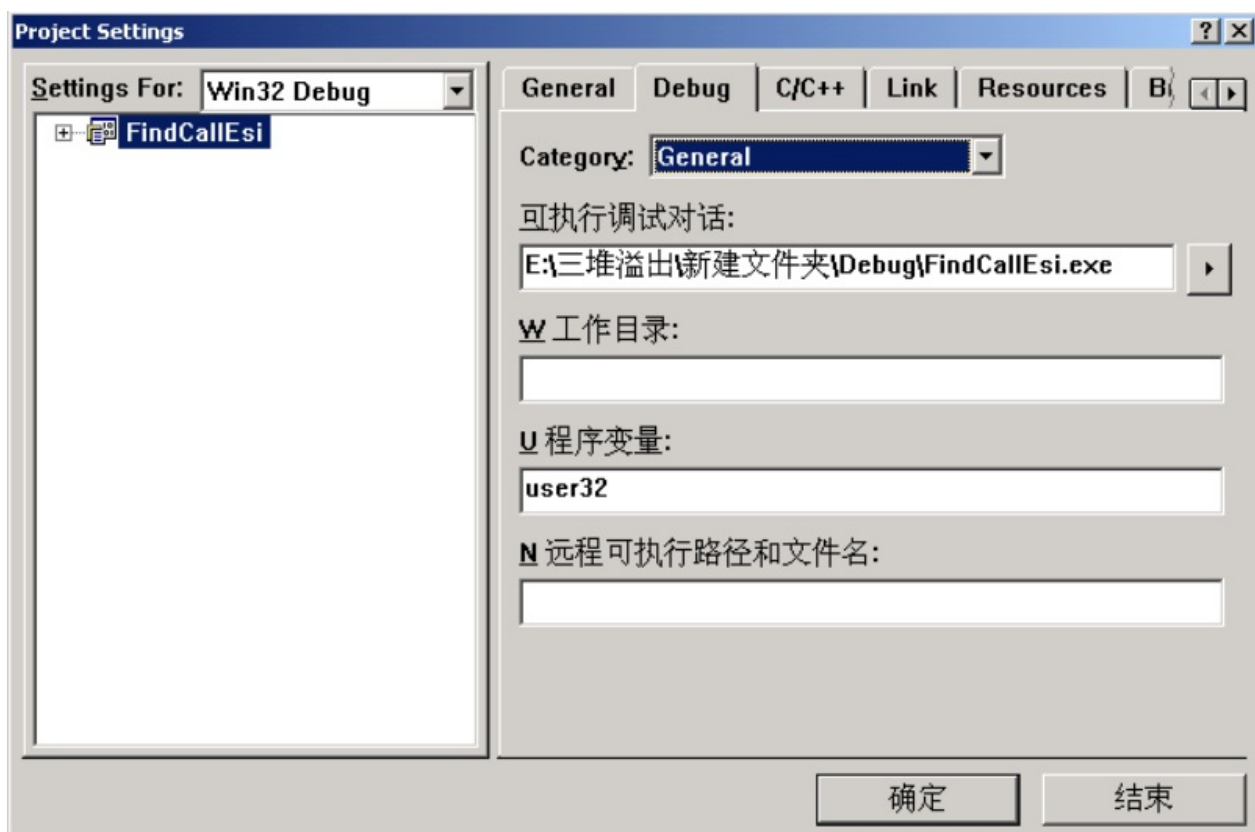 Project Settings
Settings For: Win32 Debug
FindCallEsi
General Debug C/C++ Link Resources
Category: General
可执行调试对话:
E:\三堆溢出\新建文件夹\Debug\FindCallEsi.exe
W 工作目录:
U 程序变量:
user32
N 远程可执行路径和文件名:
确定 结束